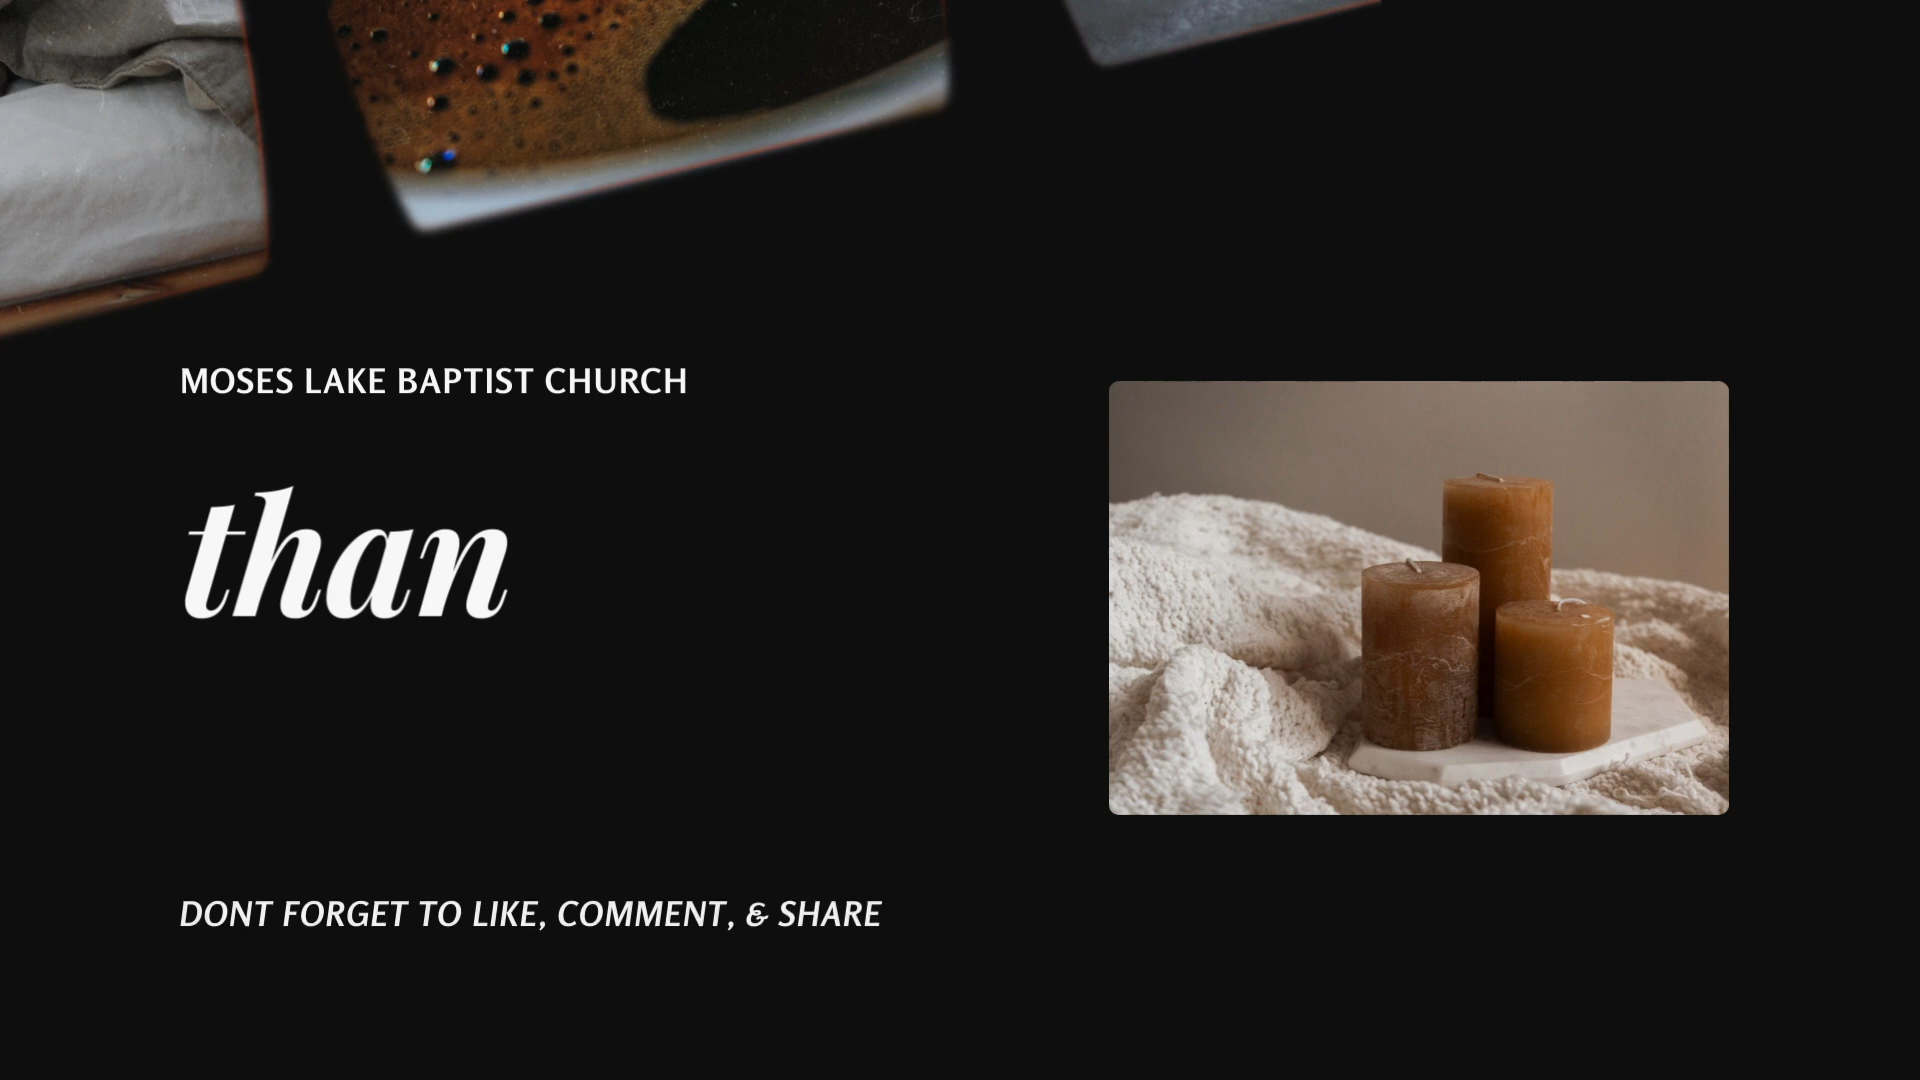 MOSES LAKE BAPTIST CHURCH
than
DONT FORGET TO LIKE, COMMENT, & SHARE